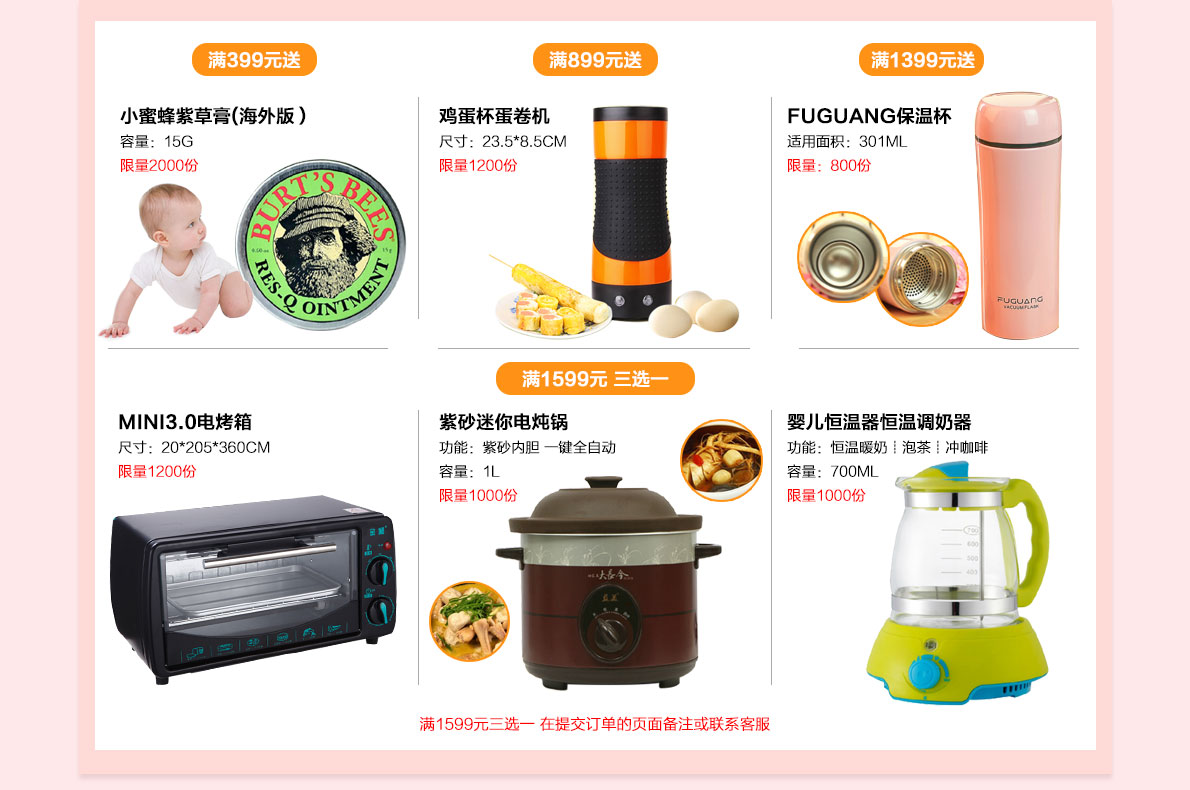 满399元送
满899元送
满1399元送
小蜜蜂紫草膏(海外版 )
容量：15G
限量2000份
BURT'S BEES
RES-Q OINTMENT
鸡蛋杯蛋卷机
尺寸：23.5*8.5CM
限量1200份
FUGUANG保温杯
适用面积：301ML
限量：800份
FUGUANG
VACUUM FLASK
满1599元 三选一
MINI3.0电烤箱
尺寸：20*205*360CM
限量1200份
紫砂迷你电炖锅
功能：紫砂内胆 一键全自动
容量：1L
限量1000份
大长今
婴儿恒温器恒温调奶器
功能：恒温暖奶┊泡茶┊冲咖啡
容量：700ML
限量1000份
700
600
500
400
满1599元三选一 在提交订单的页面备注或联系客服